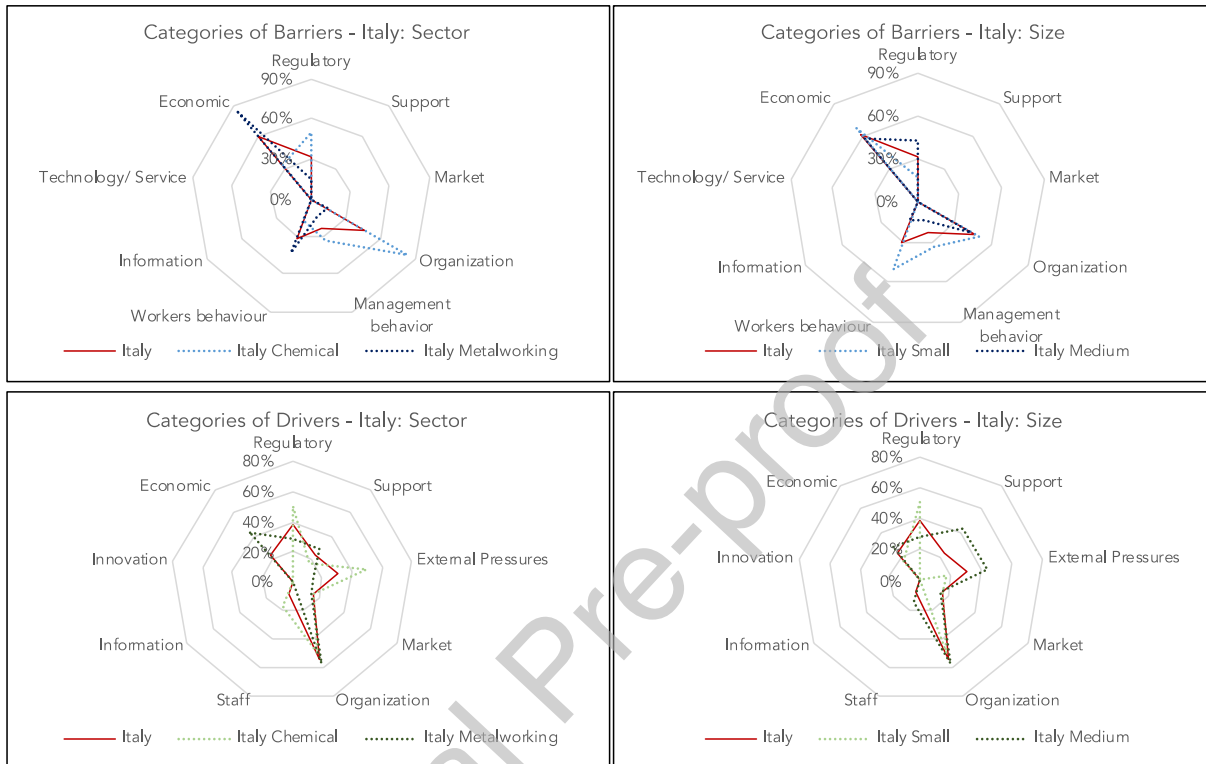 Categories of Barriers - Italy: Sector
Regulatory
90%
Economic
Support
60%
30%
Technology/ Service
Market
0%
Information
Organization
Workers behaviour
Management
behavior
Italy
Italy Chemical
Italy Metalworking
Categories of Barriers - Italy: Size
Regulatory
90%
Economic
Support
60%
30%
Technology/ Service
Market
0%
Information
Organization
Workers behaviour
Management
behavior
Italy
Italy Small
Italy Medium
Categories of Drivers - Italy: Sector
Regulatory
80%
Economic
Support
60%
40%
Innovation
External Pressures
20%
0%
Information
Market
Staff
Organization
Italy
Italy Chemical
Italy Metalworking
Categories of Drivers - Italy: Size
Regulatory
80%
Economic
Support
60%
40%
Innovation
External Pressures
20%
0%
Information
Market
Staff
Organization
Italy
Italy Small
Italy Medium
al Pre-proof